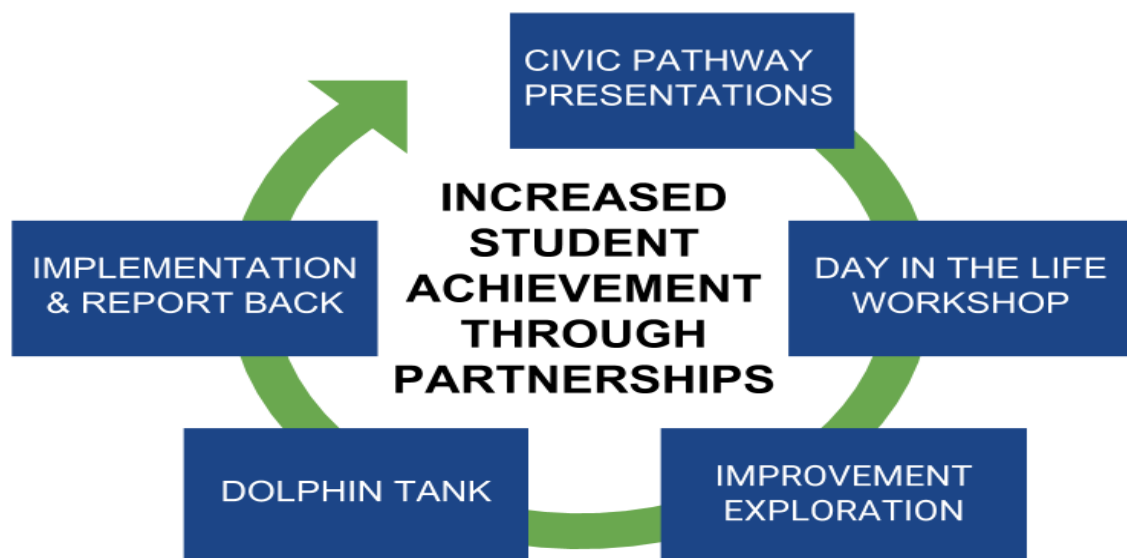 CIVIC PATHWAY
PRESENTATIONS
INCREASED
STUDENT
ACHIEVEMENT
THROUGH
PARTNERSHIPS
DAY IN THE LIFE
WORKSHOP
IMPROVEMENT
EXPLORATION
DOLPHIN TANK
IMPLEMENTATION
& REPORT BACK